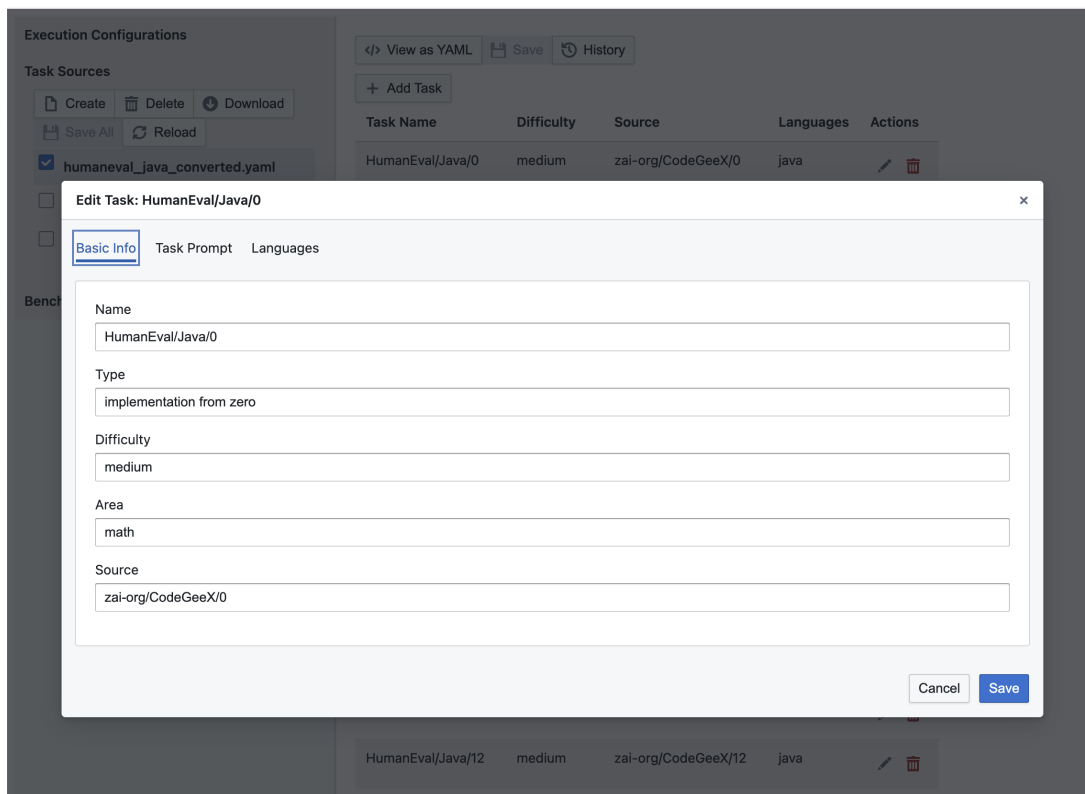 Execution Configurations
Task Sources
Create Delete Download
Save All Reload
humaneval_java_converted.yaml
Bench
</> View as YAML Save History
+ Add Task
Task Name Difficulty Source Languages Actions
HumanEval/Java/0 medium zai-org/CodeGeeX/0 java
Edit Task: HumanEval/Java/0 ×
Basic Info Task Prompt Languages
Name
HumanEval/Java/0
Type
implementation from zero
Difficulty
medium
Area
math
Source
zai-org/CodeGeeX/0
Cancel Save
HumanEval/Java/12 medium zai-org/CodeGeeX/12 java